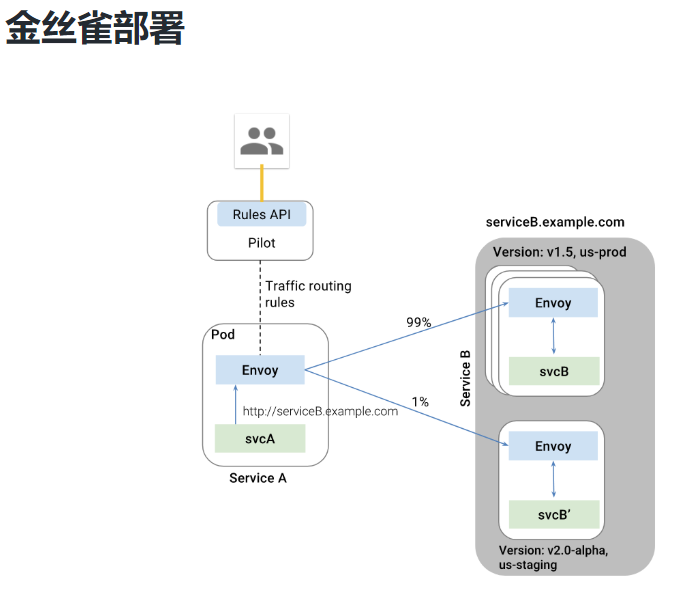 金丝雀部署
Rules API
Pilot
Traffic routing
rules
Pod
Envoy
http://serviceB.example.com
svcA
Service A
99%
1%
serviceB.example.com
Version: v1.5, us-prod
Envoy
svcB
Service B
Envoy
svcB’
Version: v2.0-alpha,
us-staging